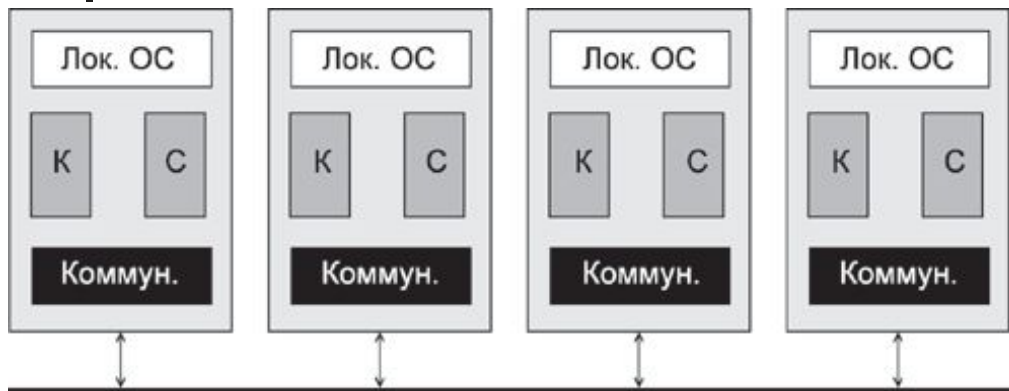 Лок. ОС Лок. ОС Лок. ОС Лок. ОС
К С К С К С К С
Коммун. Коммун. Коммун. Коммун.